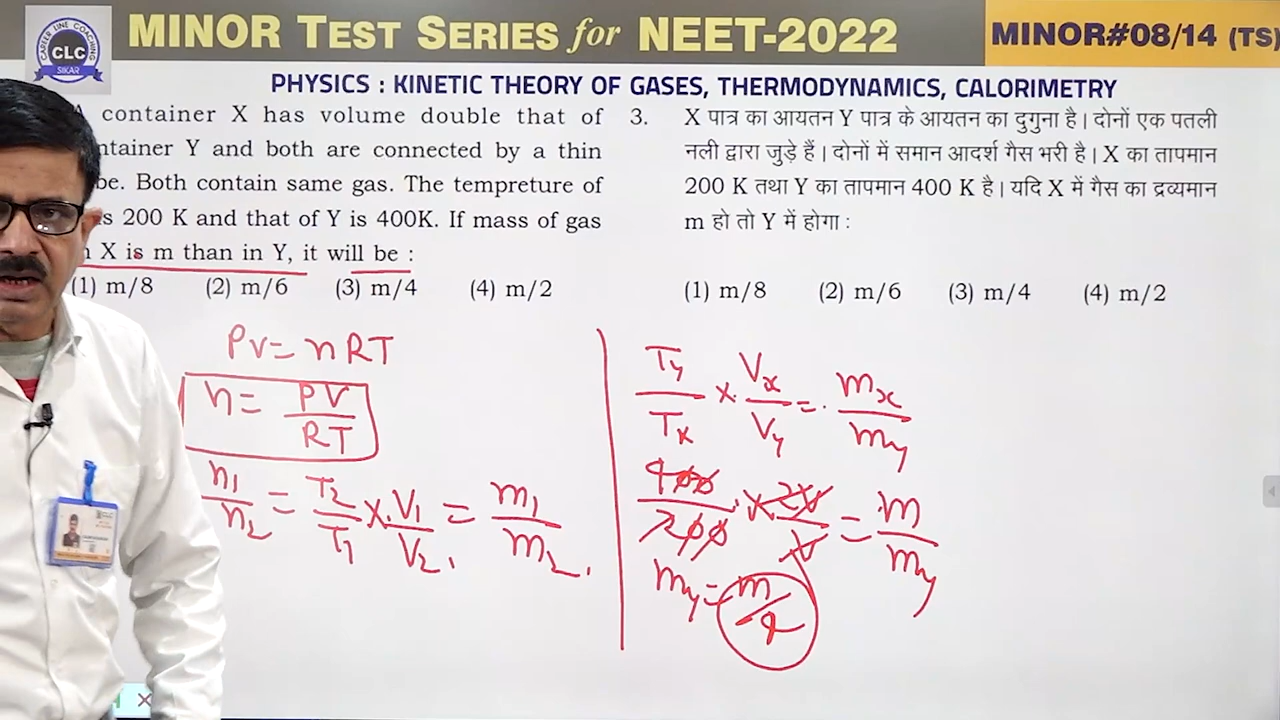 CAREER LINE COACHING
CLC
SIKAR
MINOR TEST SERIES for NEET-2022
MINOR#08/14 (TS)
PHYSICS : KINETIC THEORY OF GASES, THERMODYNAMICS, CALORIMETRY
A container X has volume double that of
ntainer Y and both are connected by a thin
be. Both contain same gas. The tempreture of
s 200 K and that of Y is 400K. If mass of gas
n X is m than in Y, it will be :
(1) m/8 (2) m/6 (3) m/4 (4) m/2
3. X पात्र का आयतन Y पात्र के आयतन का दुगुना है। दोनों एक पतली
नली द्वारा जुड़े हैं। दोनों में समान आदर्श गैस भरी है। X का तापमान
200 K तथा Y का तापमान 400 K है। यदि X में गैस का द्रव्यमान
m हो तो Y में होगा :
(1) m/8 (2) m/6 (3) m/4 (4) m/2
PV = nRT
n = PV/RT
n1/n2 = T2/T1 × V1/V2 = m1/m2
Ty/Tx × Vx/Vy = mx/my
400/200 × 2V/V = m/my
my = m/4